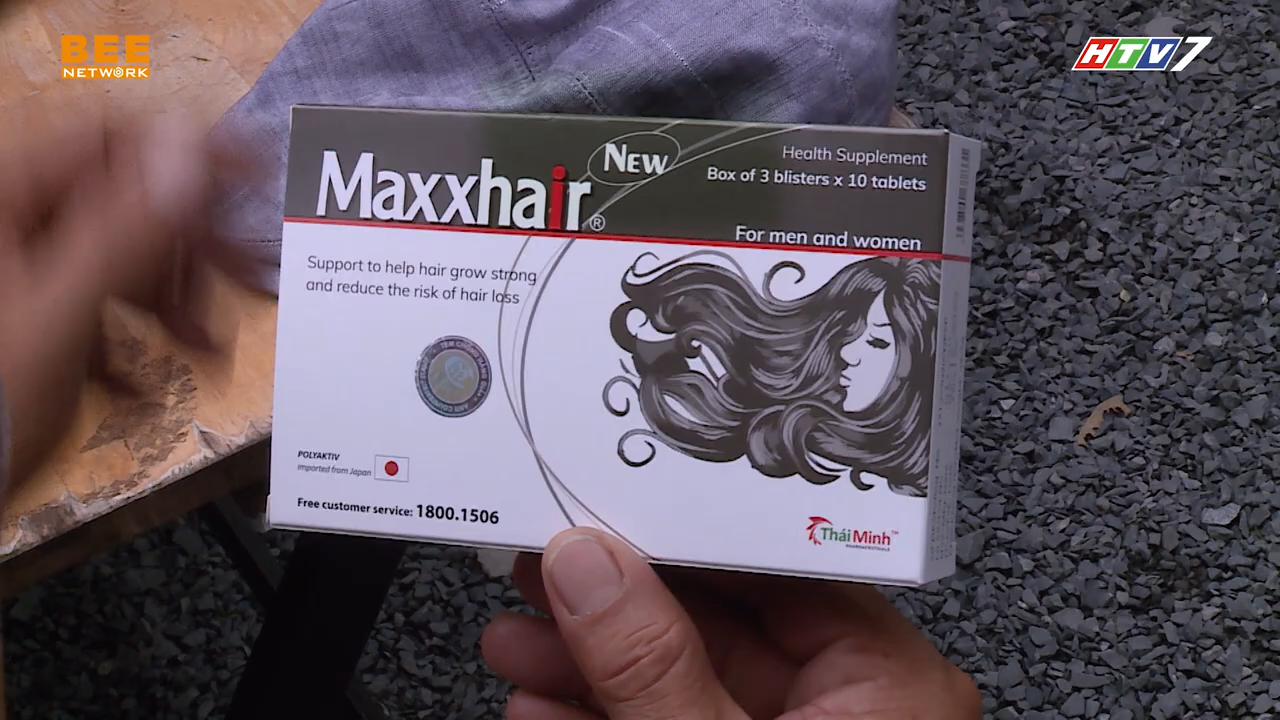 BEE
NETWORK
HTV7
Maxxhair®
NEW
Health Supplement
Box of 3 blisters x 10 tablets
For men and women
Support to help hair grow strong
and reduce the risk of hair loss
POLYAKTIV
imported from Japan
Free customer service: 1800.1506
Thái Minh™
PHARMACEUTICALS